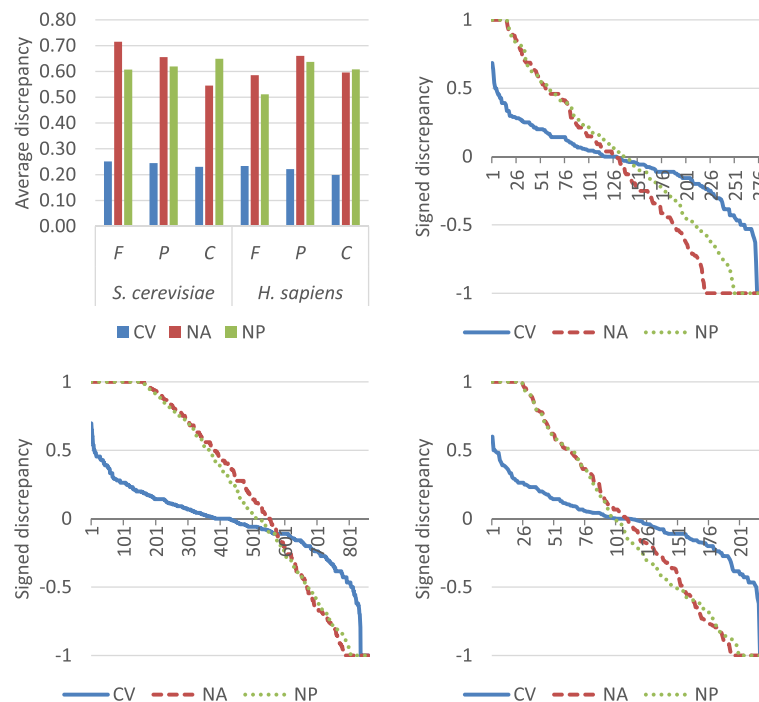 Average discrepancy
0.80
0.70
0.60
0.50
0.40
0.30
0.20
0.10
0.00
F P C F P C
S. cerevisiae H. sapiens
CV NA NP
Signed discrepancy
1
0.5
0
-0.5
-1
1 26 51 76 101 126 151 176 201 226 251 276
CV NA NP
Signed discrepancy
1
0.5
0
-0.5
-1
1 101 201 301 401 501 601 701 801
CV NA NP
Signed discrepancy
1
0.5
0
-0.5
-1
1 26 51 76 101 126 151 176 201
CV NA NP